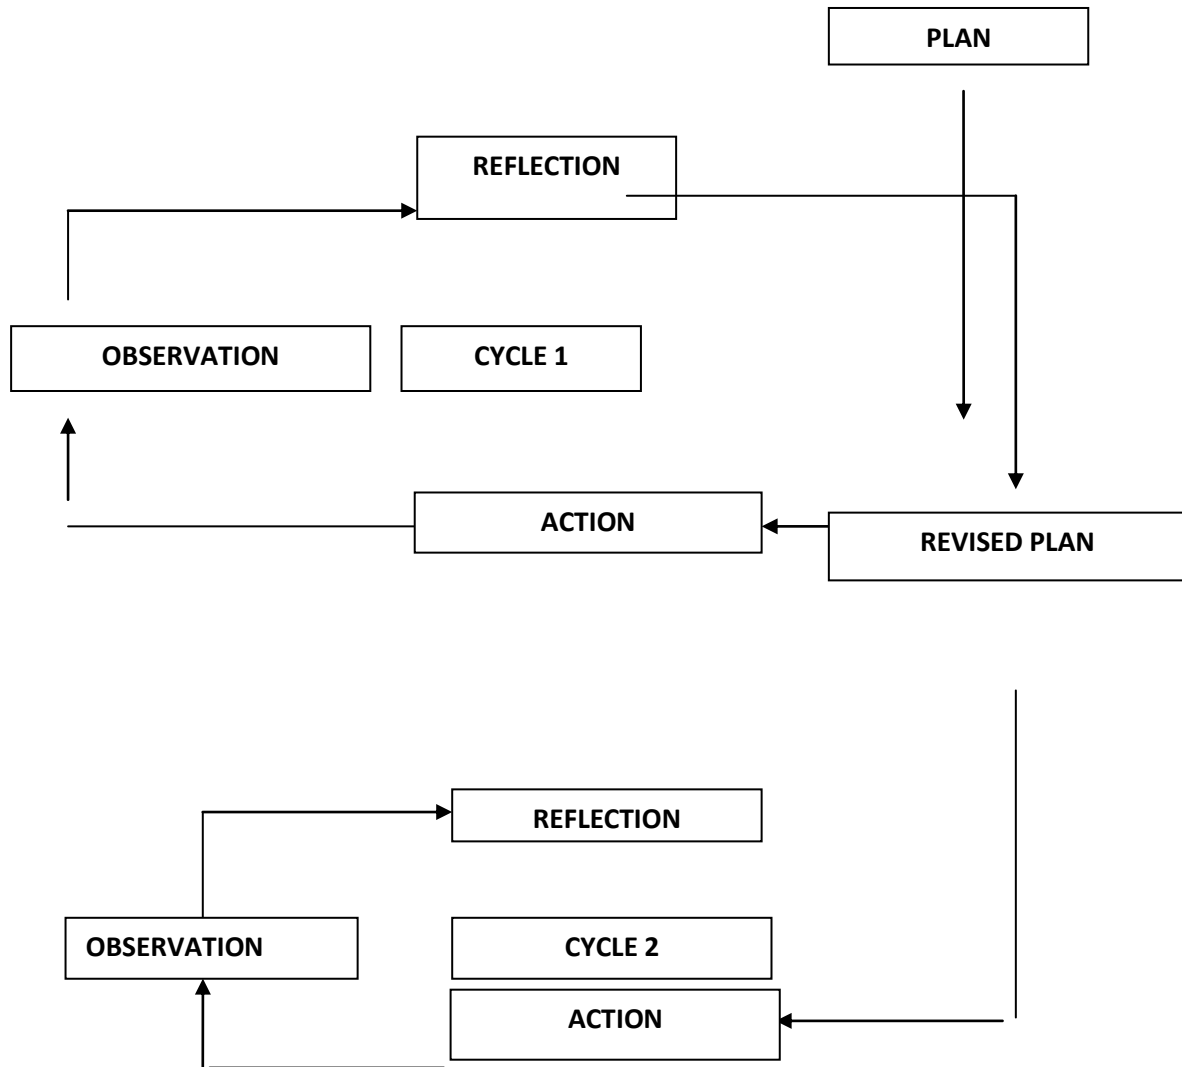 PLAN
REFLECTION
OBSERVATION
CYCLE 1
ACTION
REVISED PLAN
REFLECTION
OBSERVATION
CYCLE 2
ACTION